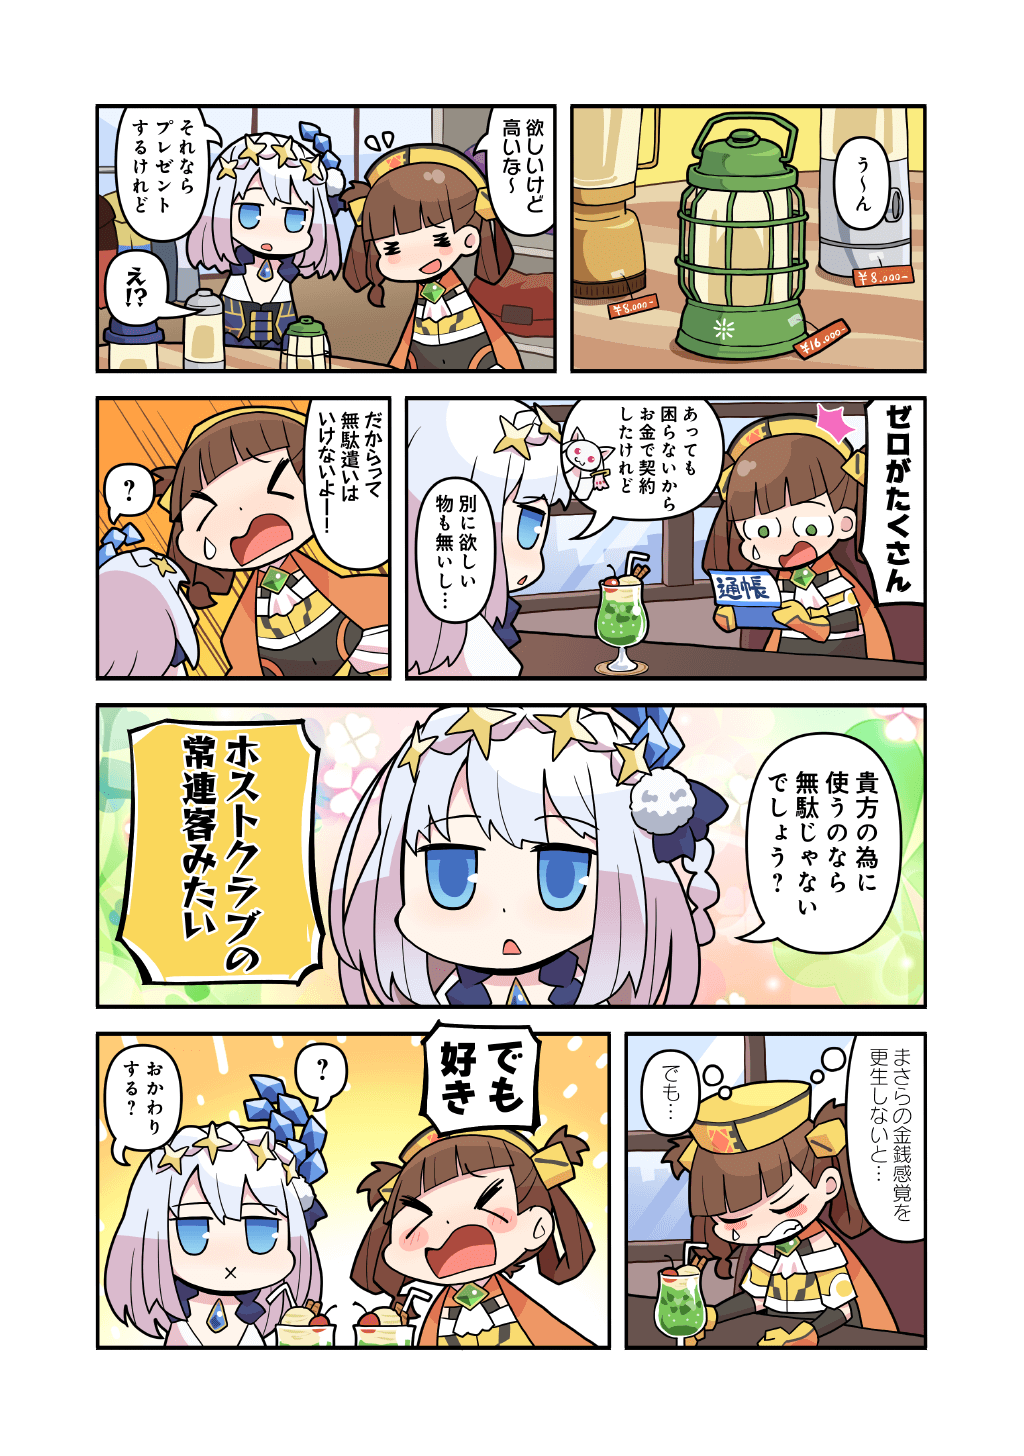 う～ん
￥8,000-
￥16,000-
￥8,000-
欲しいけど
高いな～
それなら
プレゼント
するけれど
え!?
ゼロがたくさん
通帳
あっても
困らないから
お金で契約
したけれど
別に欲しい
物も無いし…
だからって
無駄遣いは
いけないよー！
？
貴方の為に
使うのなら
無駄じゃない
でしょう？
ホストクラブの
常連客みたい
まさらの金銭感覚を
更生しないと…
でも…
でも
好き
？
おかわり
する？